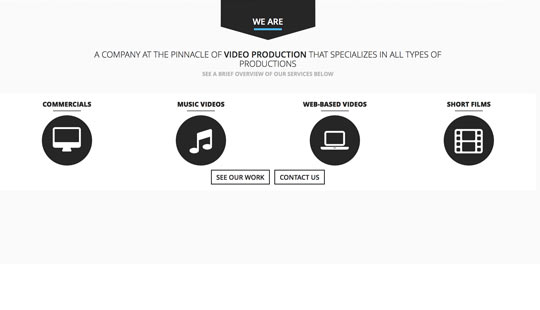 WE ARE
A COMPANY AT THE PINNACLE OF VIDEO PRODUCTION THAT SPECIALIZES IN ALL TYPES OF
PRODUCTIONS
SEE A BRIEF OVERVIEW OF OUR SERVICES BELOW
COMMERCIALS
MUSIC VIDEOS
WEB-BASED VIDEOS
SHORT FILMS
SEE OUR WORK
CONTACT US